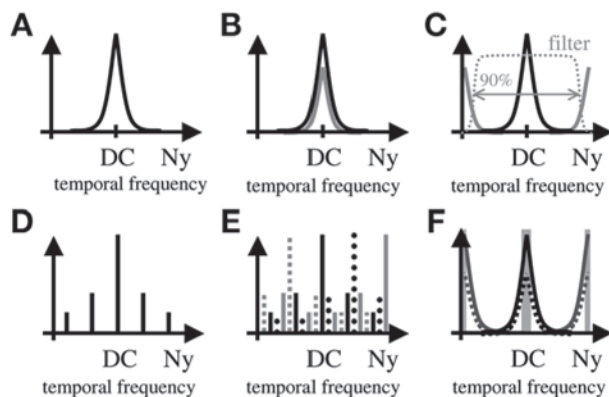 A
B
C
filter
90%
DC Ny
temporal frequency
DC Ny
temporal frequency
DC Ny
temporal frequency
D
E
F
DC Ny
temporal frequency
DC Ny
temporal frequency
DC Ny
temporal frequency